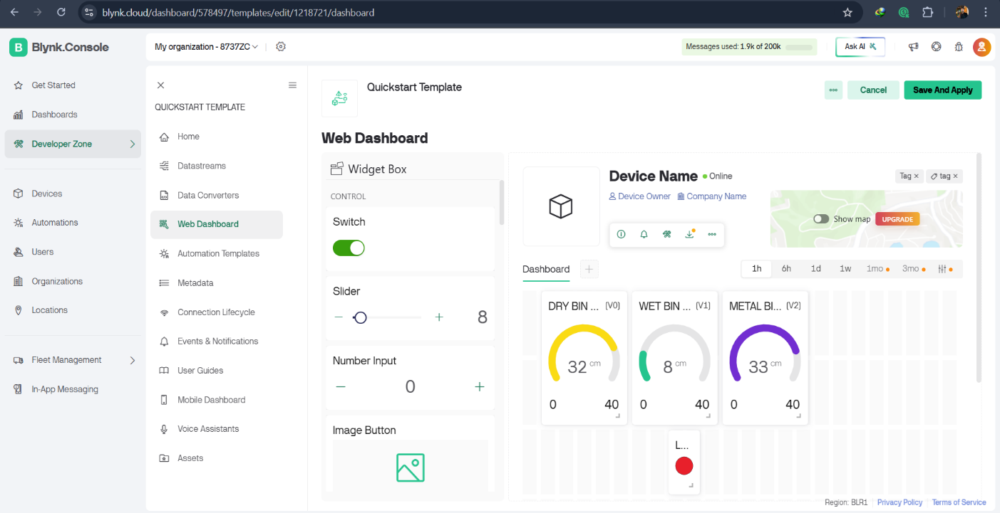 blynk.cloud/dashboard/578497/templates/edit/1218721/dashboard
B Blynk.Console
My organization - 8737ZC
Messages used: 1.9k of 200k
Ask AI
Get Started
Dashboards
Developer Zone
Devices
Automations
Users
Organizations
Locations
Fleet Management
In-App Messaging
QUICKSTART TEMPLATE
Home
Datastreams
Data Converters
Web Dashboard
Automation Templates
Metadata
Connection Lifecycle
Events & Notifications
User Guides
Mobile Dashboard
Voice Assistants
Assets
Quickstart Template
Cancel
Save And Apply
Web Dashboard
Widget Box
CONTROL
Switch
Slider
8
Number Input
0
Image Button
Device Name
Online
Tag ×
tag ×
Device Owner
Company Name
Show map
UPGRADE
Dashboard
1h
6h
1d
1w
1mo
3mo
DRY BIN ... (V0)
32 cm
0
40
WET BIN ... (V1)
8 cm
0
40
METAL BI... (V2)
33 cm
0
40
L...
Region: BLR1
Privacy Policy
Terms of Service